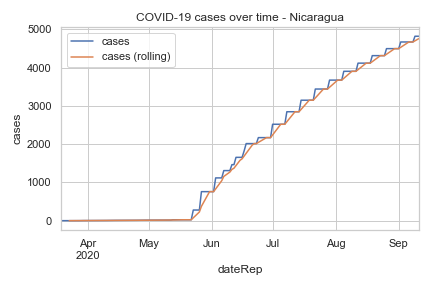 COVID-19 cases over time - Nicaragua
cases
cases (rolling)
5000
4000
3000
2000
1000
0
cases
Apr
2020
May
Jun
Jul
Aug
Sep
dateRep